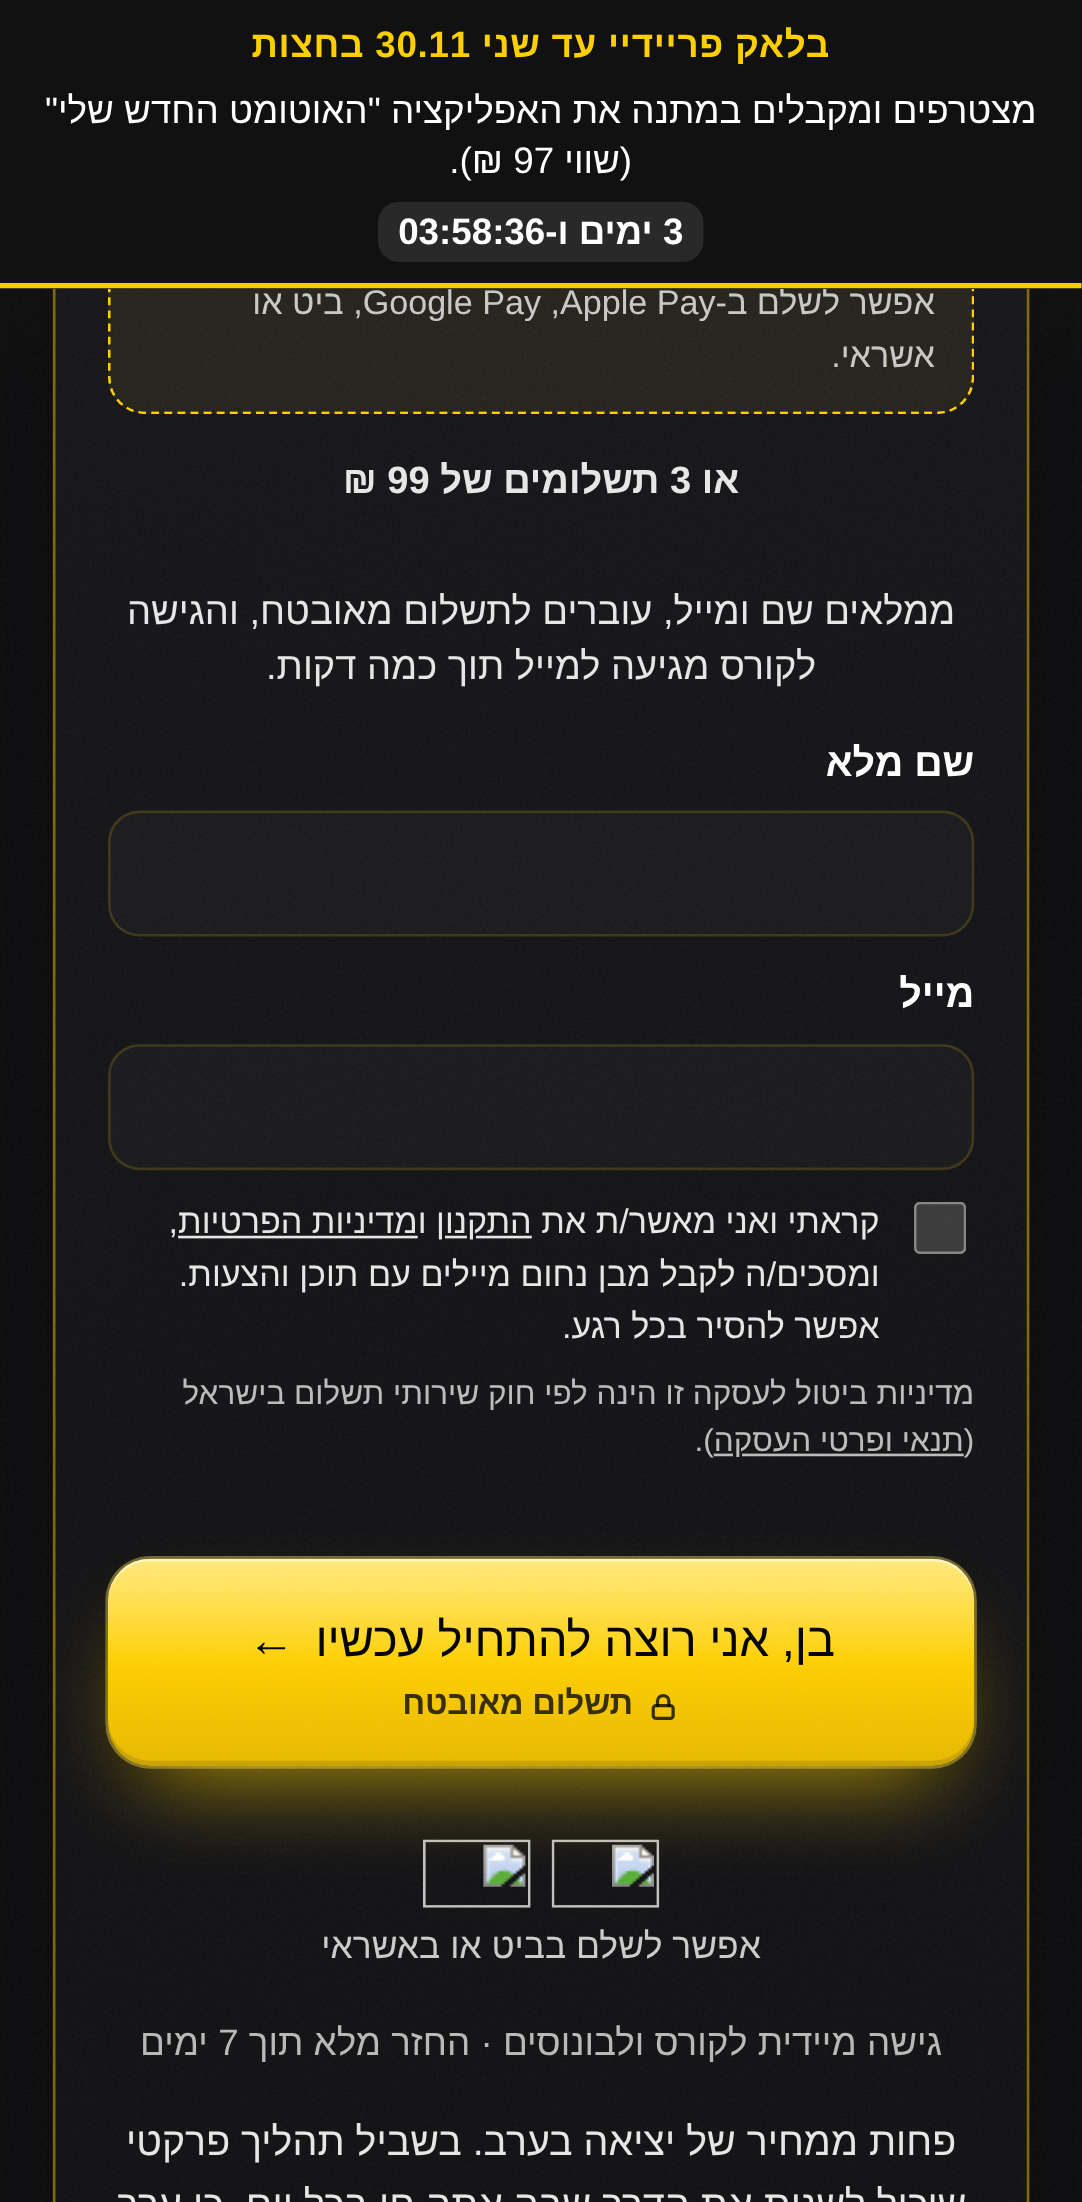 בלאק פריידיי עד שני 30.11 בחצות
מצטרפים ומקבלים במתנה את האפליקציה "האוטומט החדש שלי"
(שווי 97 ₪).
3 ימים ו-03:58:36
אפשר לשלם ב-Apple Pay, Google Pay, ביט או
אשראי.
או 3 תשלומים של 99 ₪
ממלאים שם ומייל, עוברים לתשלום מאובטח, והגישה
לקורס מגיעה למייל תוך כמה דקות.
שם מלא
מייל
קראתי ואני מאשר/ת את התקנון ומדיניות הפרטיות,
ומסכים/ה לקבל מבן נחום מיילים עם תוכן והצעות.
אפשר להסיר בכל רגע.
מדיניות ביטול לעסקה זו הינה לפי חוק שירותי תשלום בישראל
(תנאי ופרטי העסקה).
בן, אני רוצה להתחיל עכשיו ←
תשלום מאובטח
אפשר לשלם בביט או באשראי
גישה מיידית לקורס ולבונוסים · החזר מלא תוך 7 ימים
פחות ממחיר של יציאה בערב. בשביל תהליך פרקטי